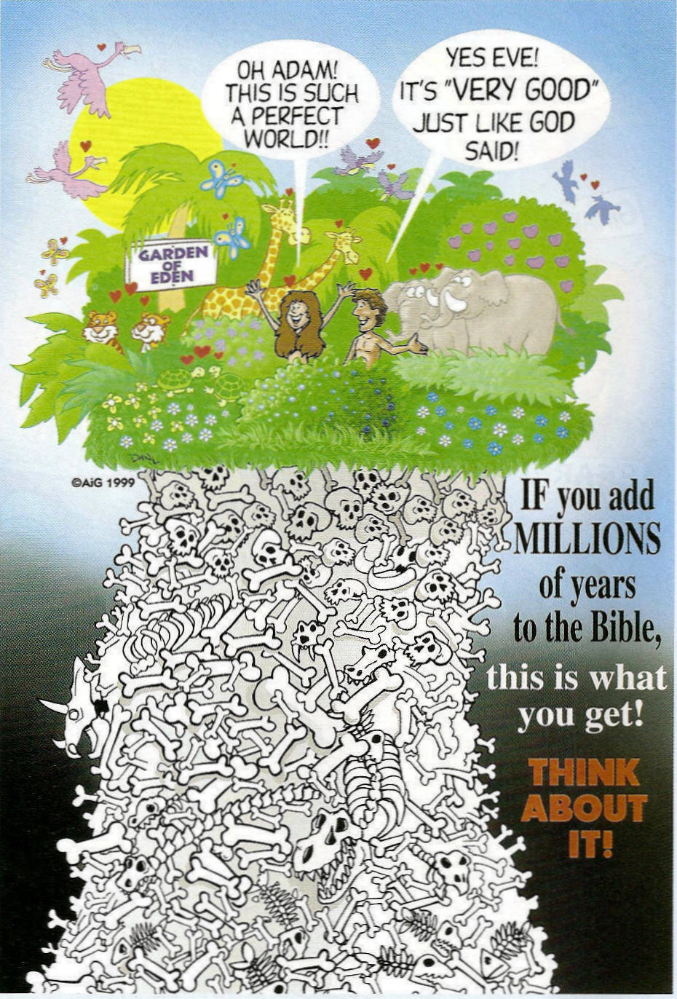 OH ADAM!
THIS IS SUCH
A PERFECT
WORLD!!
YES EVE!
IT'S "VERY GOOD"
JUST LIKE GOD
SAID!
GARDEN
OF
EDEN
DAN L
©AiG 1999
IF you add
MILLIONS
of years
to the Bible,
this is what
you get!
THINK
ABOUT
IT!